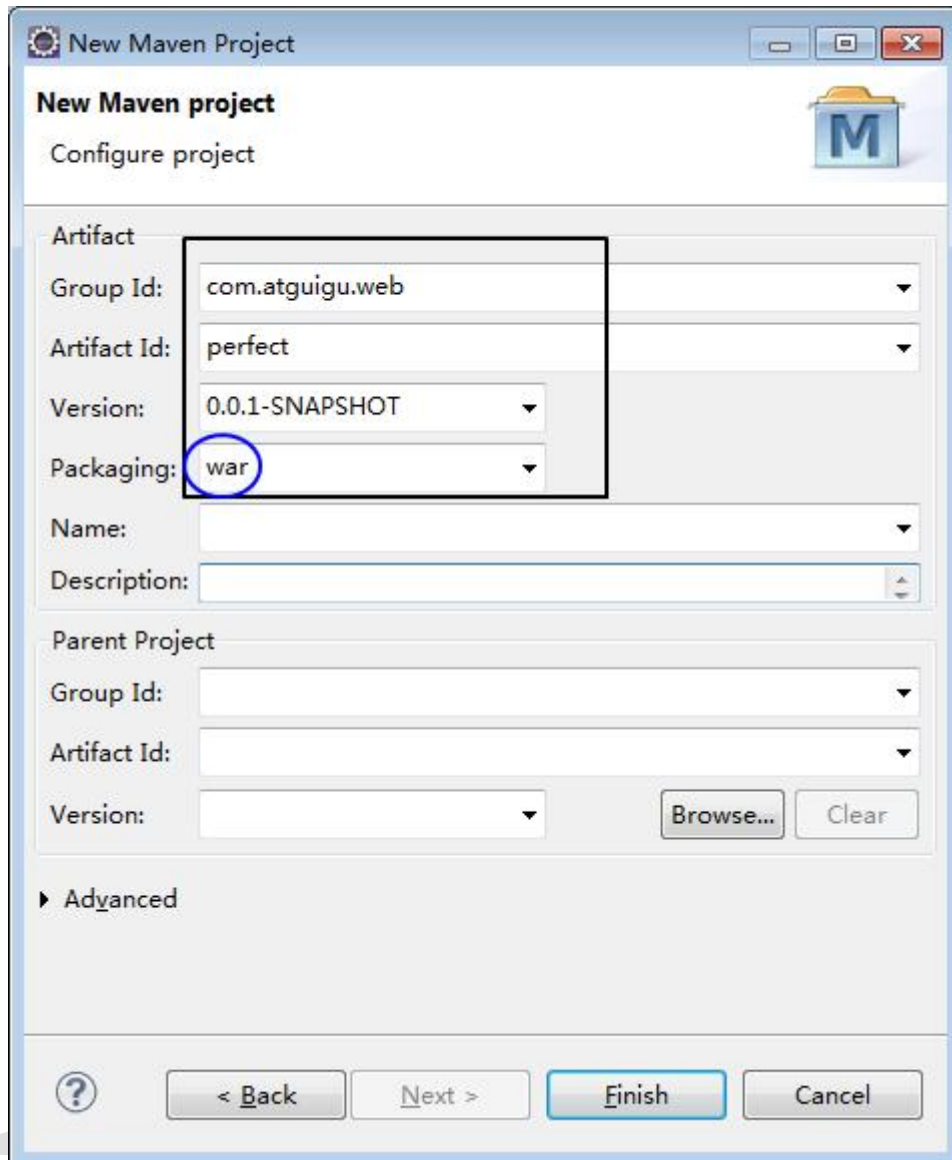 New Maven Project
New Maven project
Configure project
M
Artifact
Group Id: com.atguigu.web
Artifact Id: perfect
Version: 0.0.1-SNAPSHOT
Packaging: war
Name:
Description:
Parent Project
Group Id:
Artifact Id:
Version: Browse... Clear
Advanced
? < Back Next > Finish Cancel